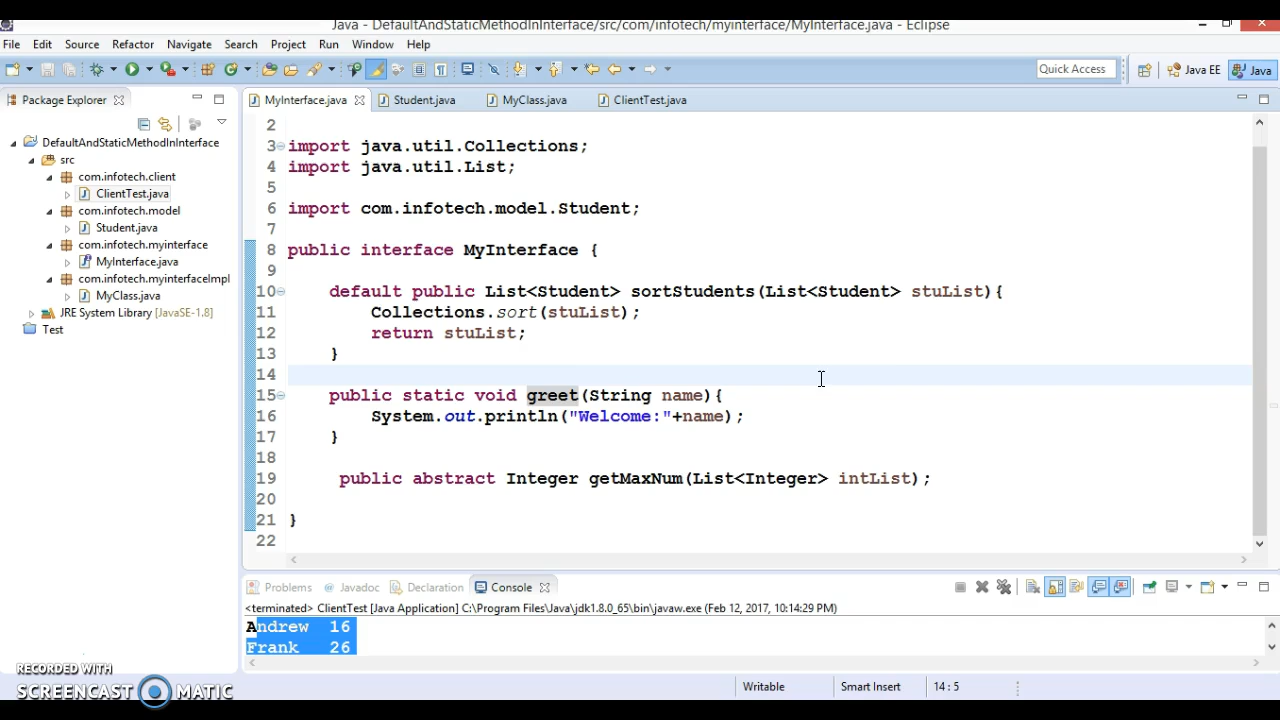 Java - DefaultAndStaticMethodInInterface/src/com/infotech/myinterface/MyInterface.java - Eclipse
File Edit Source Refactor Navigate Search Project Run Window Help
Quick Access Java EE Java
Package Explorer MyInterface.java Student.java MyClass.java ClientTest.java
DefaultAndStaticMethodInInterface
src
com.infotech.client
ClientTest.java
com.infotech.model
Student.java
com.infotech.myinterface
MyInterface.java
com.infotech.myinterfaceImpl
MyClass.java
JRE System Library [JavaSE-1.8]
Test
2
3 import java.util.Collections;
4 import java.util.List;
5
6 import com.infotech.model.Student;
7
8 public interface MyInterface {
9
10 default public List<Student> sortStudents(List<Student> stuList){
11 Collections.sort(stuList);
12 return stuList;
13 }
14
15 public static void greet(String name){
16 System.out.println("Welcome:"+name);
17 }
18
19 public abstract Integer getMaxNum(List<Integer> intList);
20
21 }
22
Problems @ Javadoc Declaration Console
<terminated> ClientTest [Java Application] C:\Program Files\Java\jdk1.8.0_65\bin\javaw.exe (Feb 12, 2017, 10:14:29 PM)
Andrew 16
Frank 26
RECORDED WITH
SCREENCAST MATIC
Writable Smart Insert 14 : 5